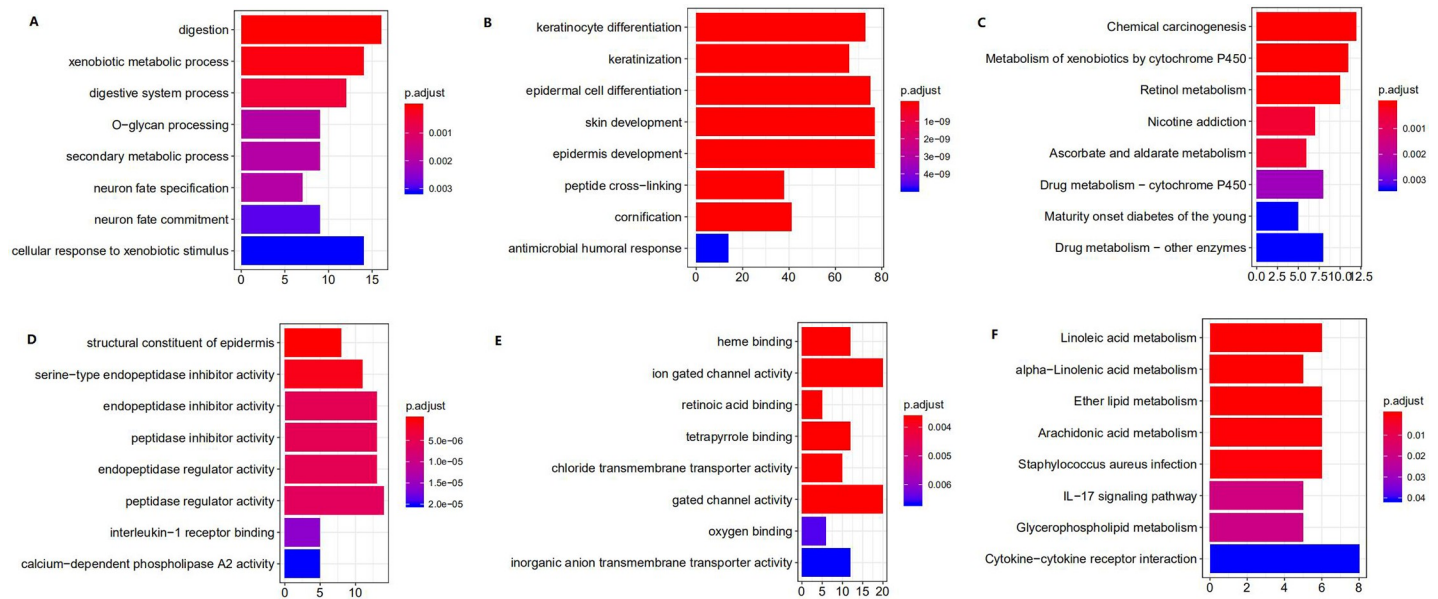 A
digestion
xenobiotic metabolic process
digestive system process
O−glycan processing
secondary metabolic process
neuron fate specification
neuron fate commitment
cellular response to xenobiotic stimulus
0 5 10 15
p.adjust
0.001
0.002
0.003
B
keratinocyte differentiation
keratinization
epidermal cell differentiation
skin development
epidermis development
peptide cross−linking
cornification
antimicrobial humoral response
0 20 40 60 80
p.adjust
1e−09
2e−09
3e−09
4e−09
C
Chemical carcinogenesis
Metabolism of xenobiotics by cytochrome P450
Retinol metabolism
Nicotine addiction
Ascorbate and aldarate metabolism
Drug metabolism − cytochrome P450
Maturity onset diabetes of the young
Drug metabolism − other enzymes
0.0 2.5 5.0 7.5 10.0 12.5
p.adjust
0.001
0.002
0.003
D
structural constituent of epidermis
serine−type endopeptidase inhibitor activity
endopeptidase inhibitor activity
peptidase inhibitor activity
endopeptidase regulator activity
peptidase regulator activity
interleukin−1 receptor binding
calcium−dependent phospholipase A2 activity
0 5 10
p.adjust
5.0e−06
1.0e−05
1.5e−05
2.0e−05
E
heme binding
ion gated channel activity
retinoic acid binding
tetrapyrrole binding
chloride transmembrane transporter activity
gated channel activity
oxygen binding
inorganic anion transmembrane transporter activity
0 5 10 15 20
p.adjust
0.004
0.005
0.006
F
Linoleic acid metabolism
alpha−Linolenic acid metabolism
Ether lipid metabolism
Arachidonic acid metabolism
Staphylococcus aureus infection
IL−17 signaling pathway
Glycerophospholipid metabolism
Cytokine−cytokine receptor interaction
0 2 4 6 8
p.adjust
0.01
0.02
0.03
0.04